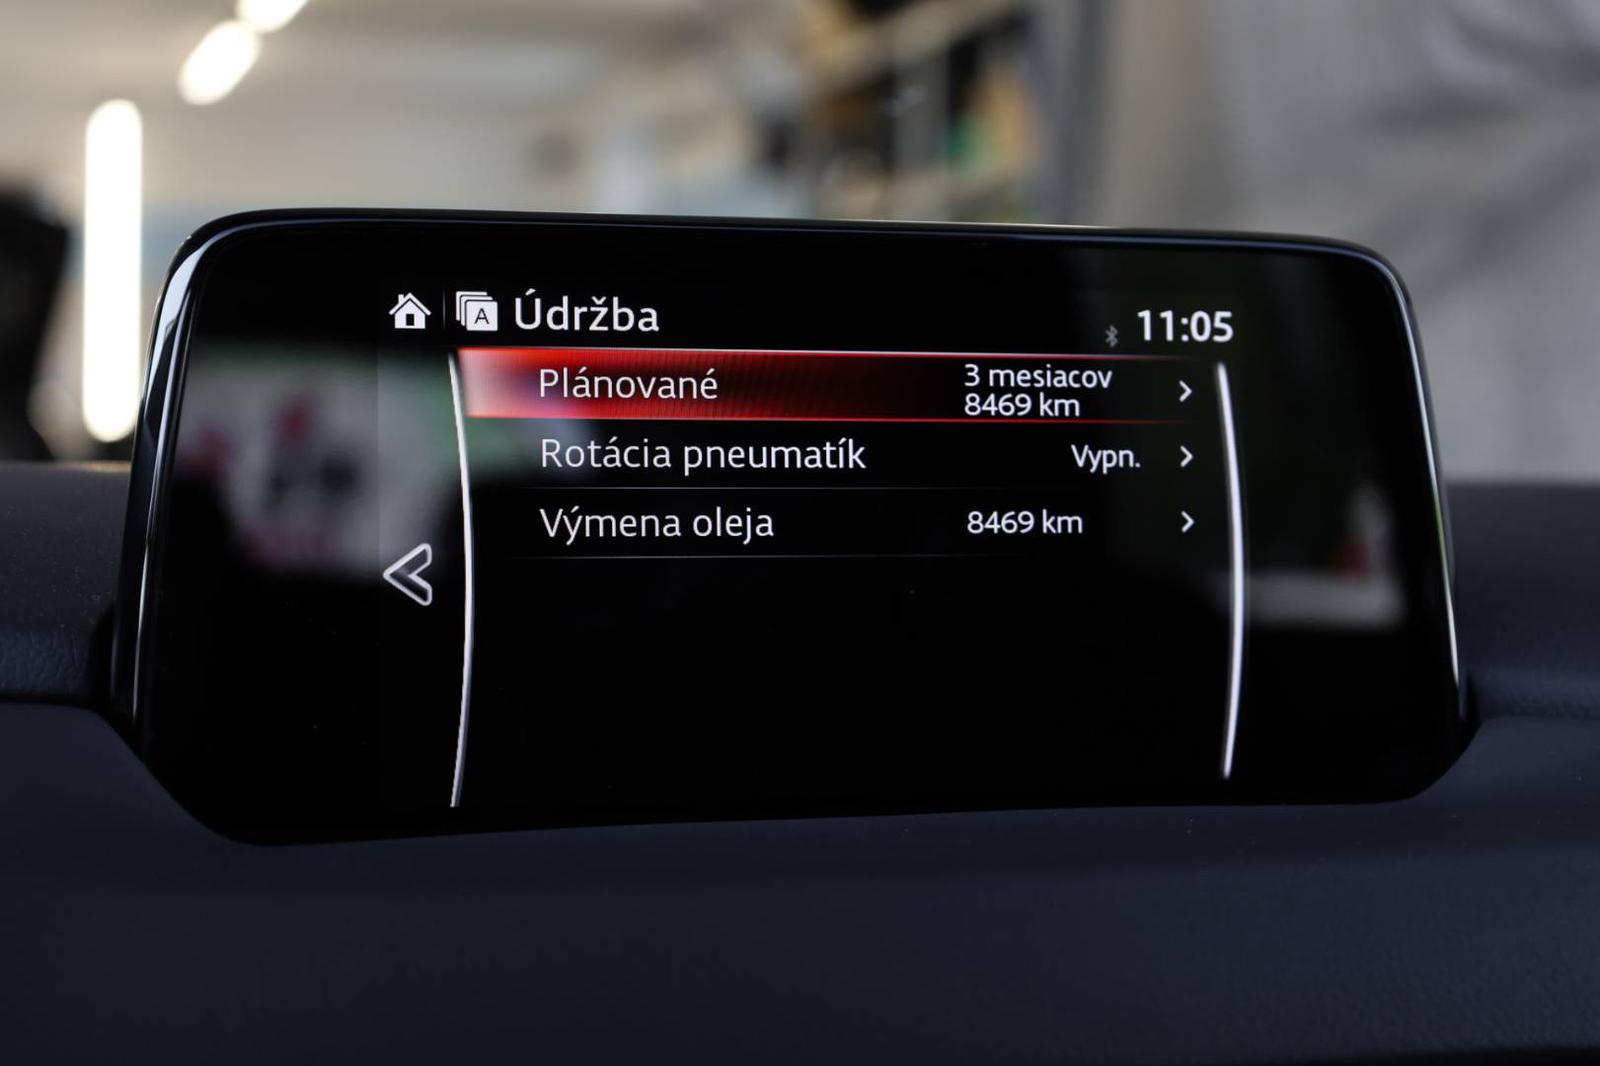 A Údržba
11:05
Plánované
3 mesiacov
8469 km
Rotácia pneumatík Vypn.
Výmena oleja 8469 km